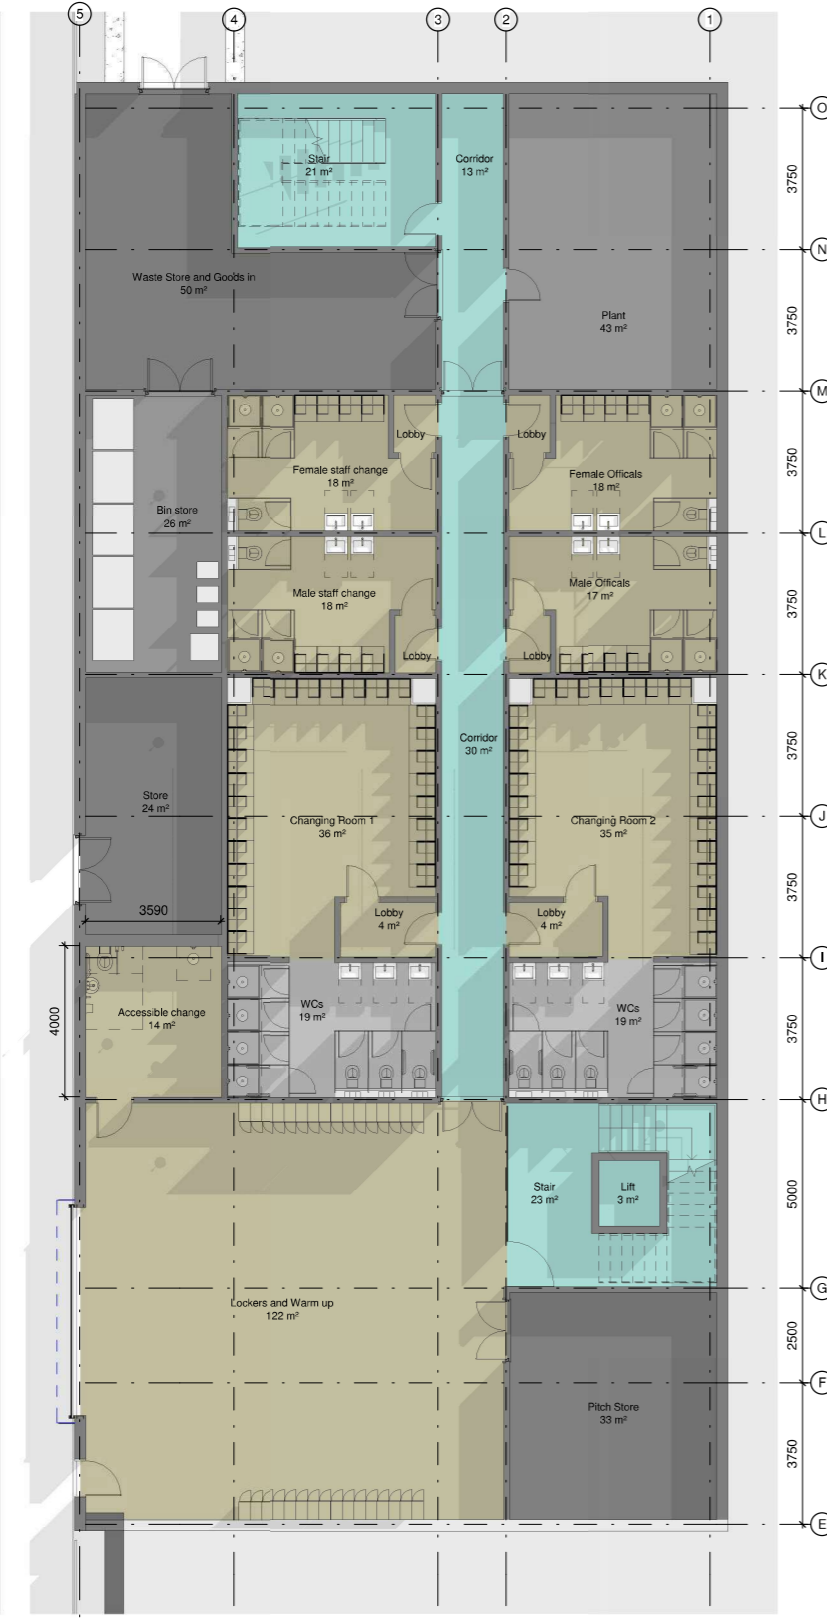 5
4
3
2
1
O
Stair
21 m²
Corridor
13 m²
3750
N
Waste Store and Goods in
50 m²
Plant
43 m²
3750
M
Lobby
Lobby
Female staff change
18 m²
Female Officals
18 m²
3750
Bin store
26 m²
L
Male staff change
18 m²
Male Officals
17 m²
3750
Lobby
Lobby
K
Corridor
30 m²
3750
Store
24 m²
Changing Room 1
36 m²
Changing Room 2
35 m²
J
3750
3590
Lobby
4 m²
Lobby
4 m²
I
Accessible change
14 m²
WCs
19 m²
WCs
19 m²
4000
3750
H
Stair
23 m²
Lift
3 m²
5000
G
Lockers and Warm up
122 m²
2500
F
Pitch Store
33 m²
3750
E